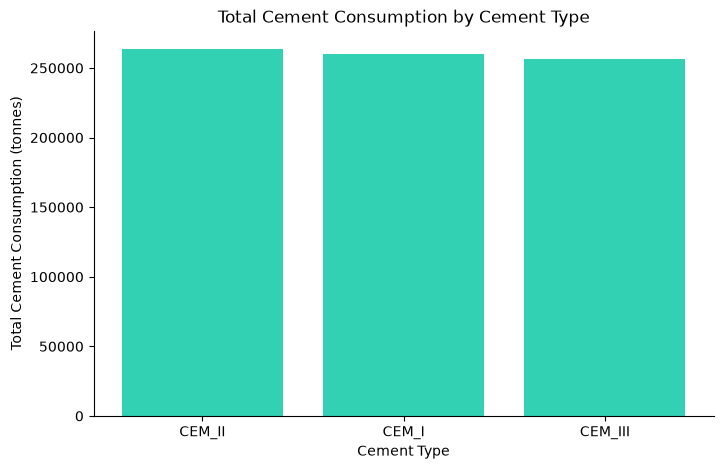 Total Cement Consumption by Cement Type
Total Cement Consumption (tonnes)
250000
200000
150000
100000
50000
0
CEM_II
CEM_I
CEM_III
Cement Type